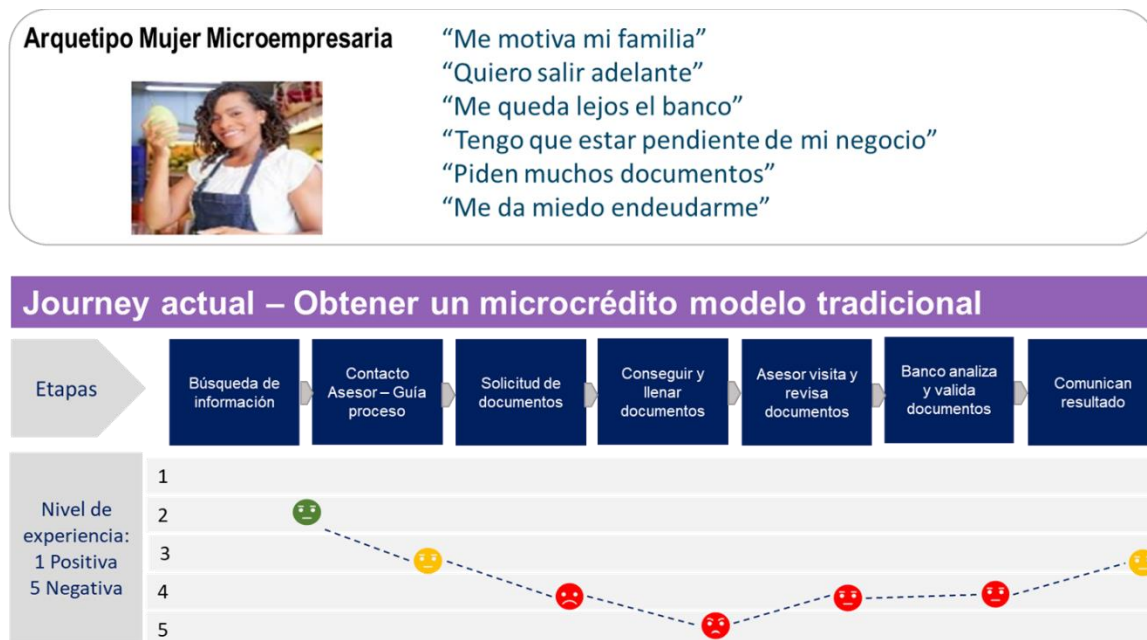 Arquetipo Mujer Microempresaria
“Me motiva mi familia”
“Quiero salir adelante”
“Me queda lejos el banco”
“Tengo que estar pendiente de mi negocio”
“Piden muchos documentos”
“Me da miedo endeudarme”
Journey actual – Obtener un microcrédito modelo tradicional
Etapas
Búsqueda de
información
Contacto
Asesor – Guía
proceso
Solicitud de
documentos
Conseguir y
llenar
documentos
Asesor visita y
revisa
documentos
Banco analiza
y valida
documentos
Comunican
resultado
Nivel de
experiencia:
1 Positiva
5 Negativa
1
2
3
4
5